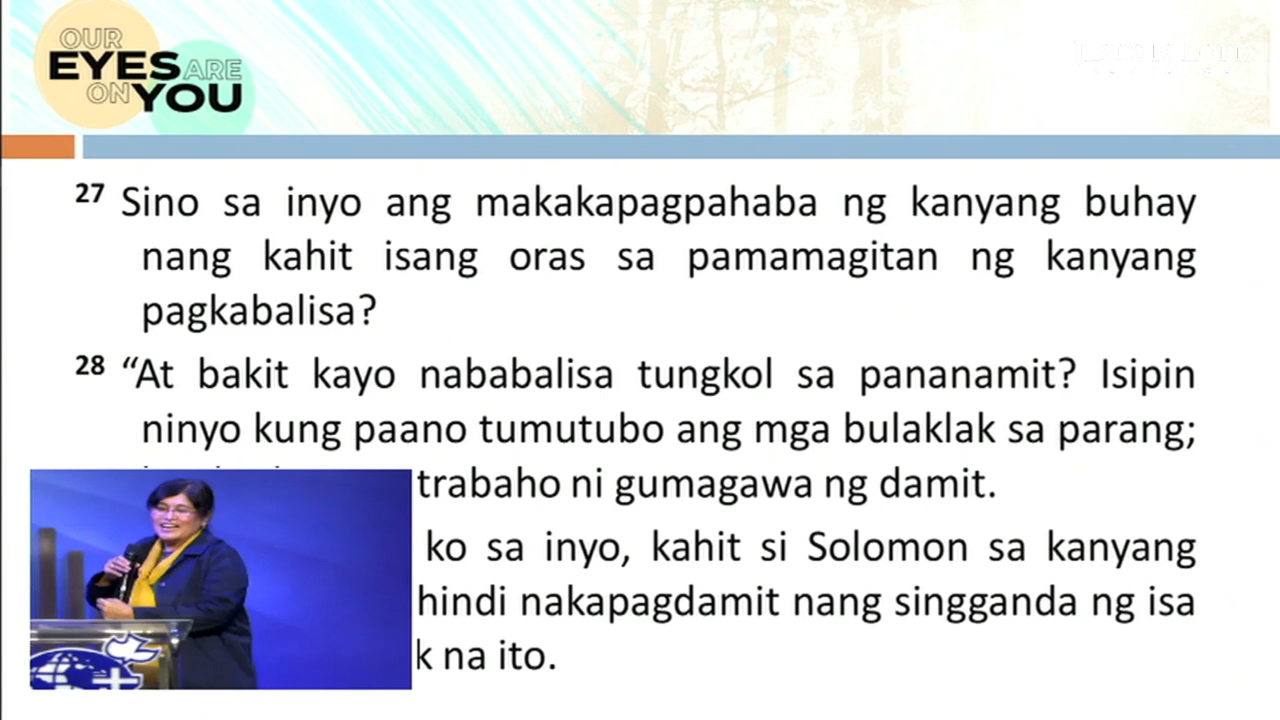 OUR
EYES ARE
ON YOU
27 Sino sa inyo ang makakapagpahaba ng kanyang buhay
nang kahit isang oras sa pamamagitan ng kanyang
pagkabalisa?
28 “At bakit kayo nababalisa tungkol sa pananamit? Isipin
ninyo kung paano tumutubo ang mga bulaklak sa parang;
trabaho ni gumagawa ng damit.
ko sa inyo, kahit si Solomon sa kanyang
hindi nakapagdamit nang singganda ng isa
k na ito.